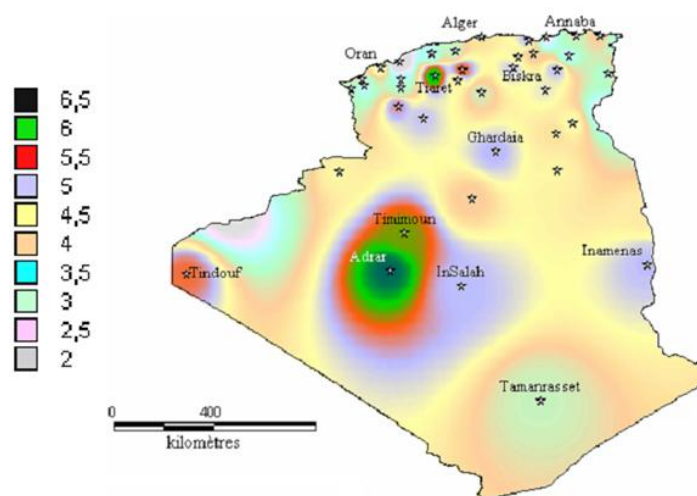 Alger
Annaba
Oran
Tiaret
Biskra
Ghardaia
Timimoun
Adrar
InSalah
Inamenas
Tindouf
Tamanrasset
6,5
6
5,5
5
4,5
4
3,5
3
2,5
2
0 400
kilomètres